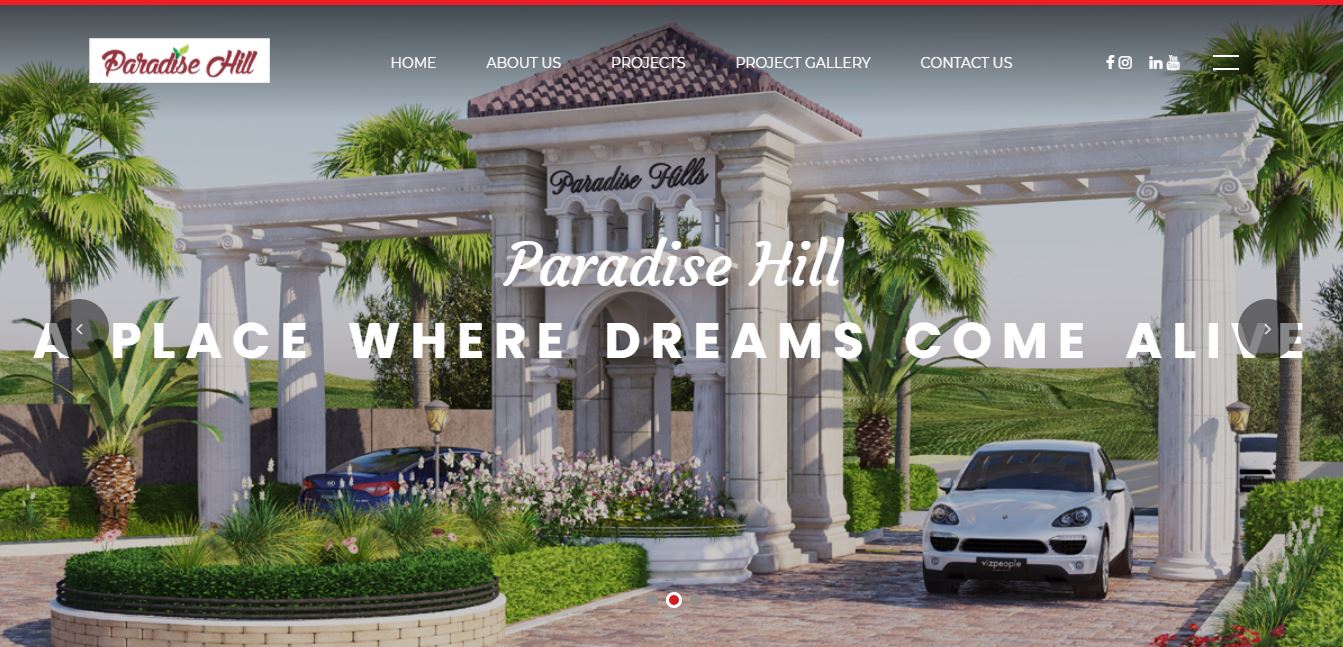 Paradise Hill
HOME
ABOUT US
PROJECTS
PROJECT GALLERY
CONTACT US
Paradise Hills
Paradise Hill
A PLACE WHERE DREAMS COME ALIVE
vizpeople